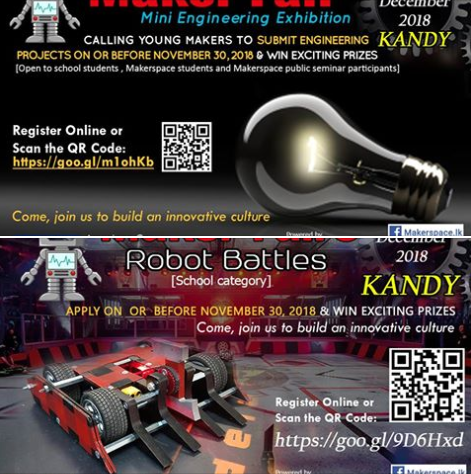 Mini Engineering Exhibition
December
2018
KANDY
CALLING YOUNG MAKERS TO SUBMIT ENGINEERING
PROJECTS ON OR BEFORE NOVEMBER 30, 2018 & WIN EXCITING PRIZES
[Open to school students , Makerspace students and Makerspace public seminar participants]
Register Online or
Scan the QR Code:
https://goo.gl/m1ohKb
Come, join us to build an innovative culture
Powered by
f Makerspace.lk
December
2018
KANDY
Robot Battles
[School category]
APPLY ON OR BEFORE NOVEMBER 30, 2018 & WIN EXCITING PRIZES
Come, join us to build an innovative culture
Register Online or
Scan the QR Code:
https://goo.gl/9D6Hxd
Powered by
f Makerspace.lk